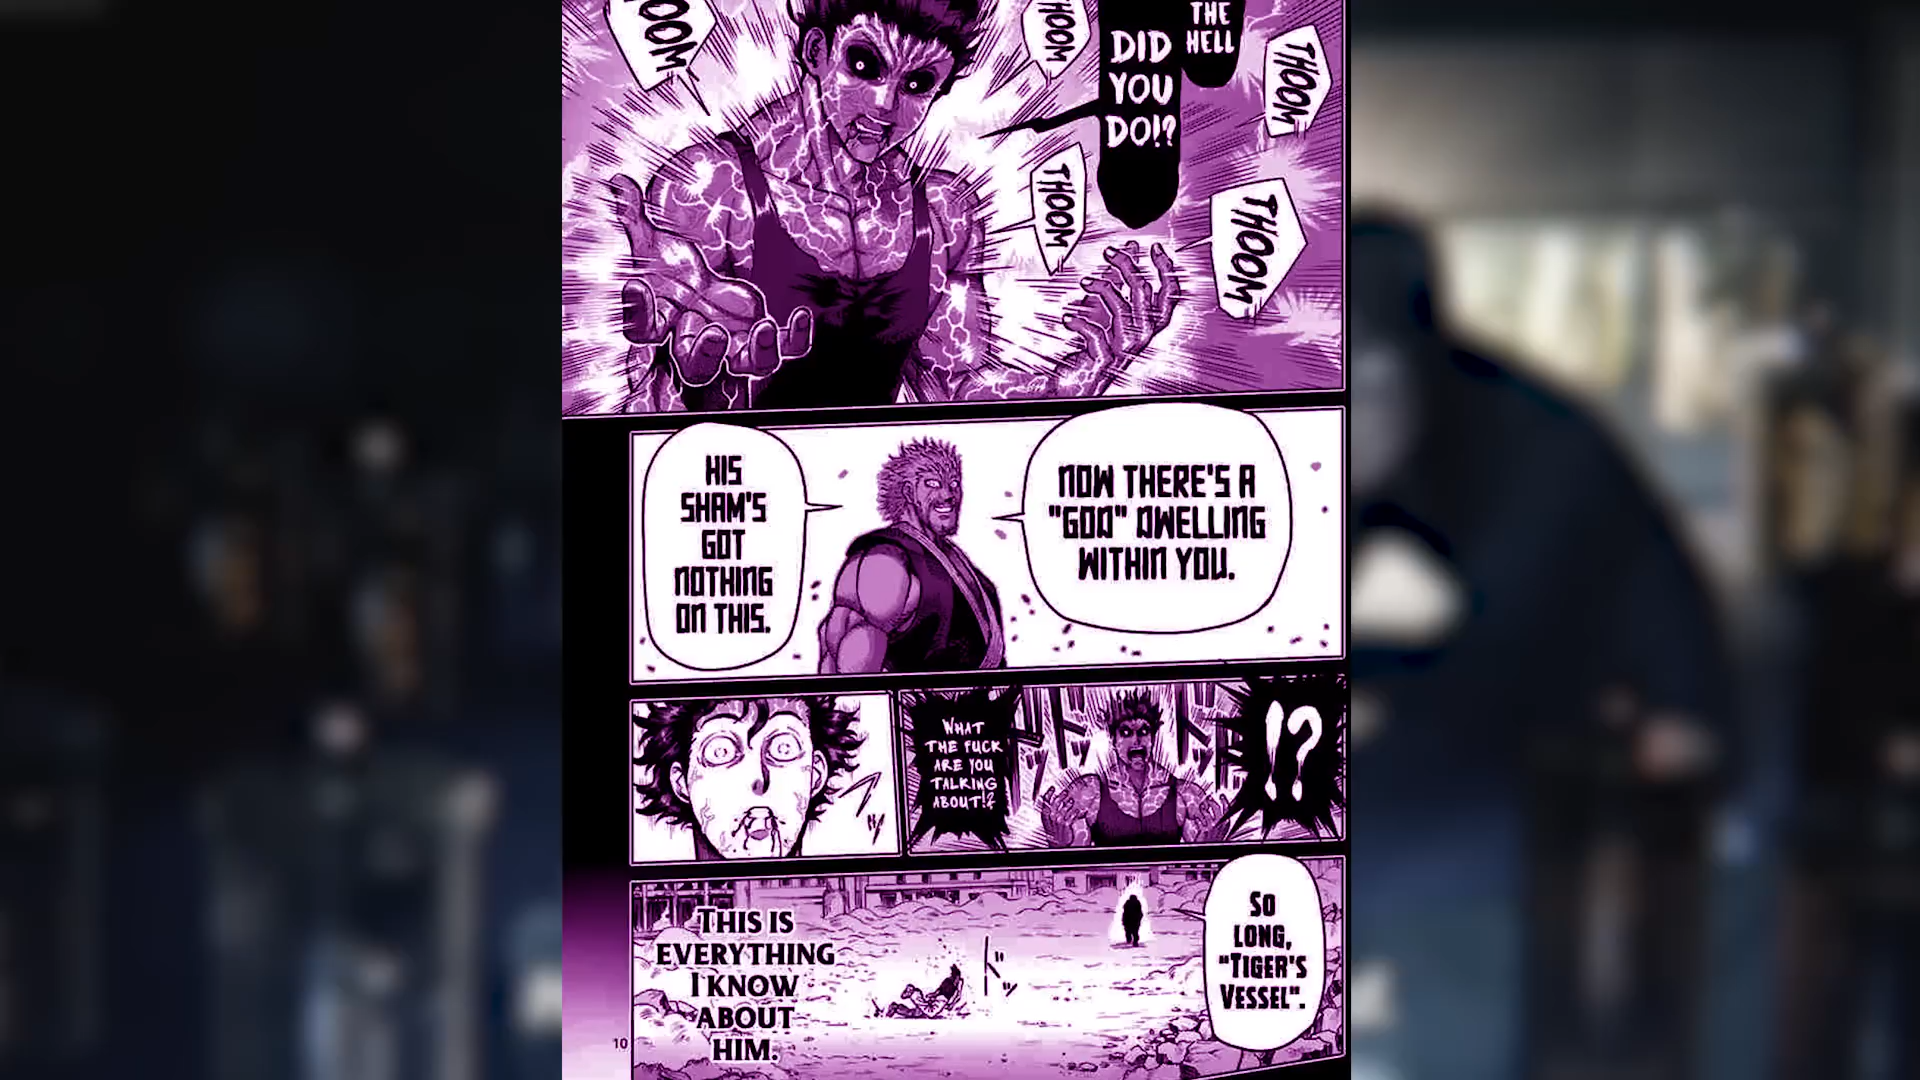 THE
HELL
DID
YOU
DO!?
THOOM
THOOM
THOOM
THOOM
NOW THERE'S A
"GOD" DWELLING
WITHIN YOU.
HIS
SHAM'S
GOT
NOTHING
ON THIS.
!?
WHAT
THE FUCK
ARE YOU
TALKING
ABOUT!?
SO
LONG,
"TIGER'S
VESSEL".
THIS IS
EVERYTHING
I KNOW
ABOUT
HIM.
10